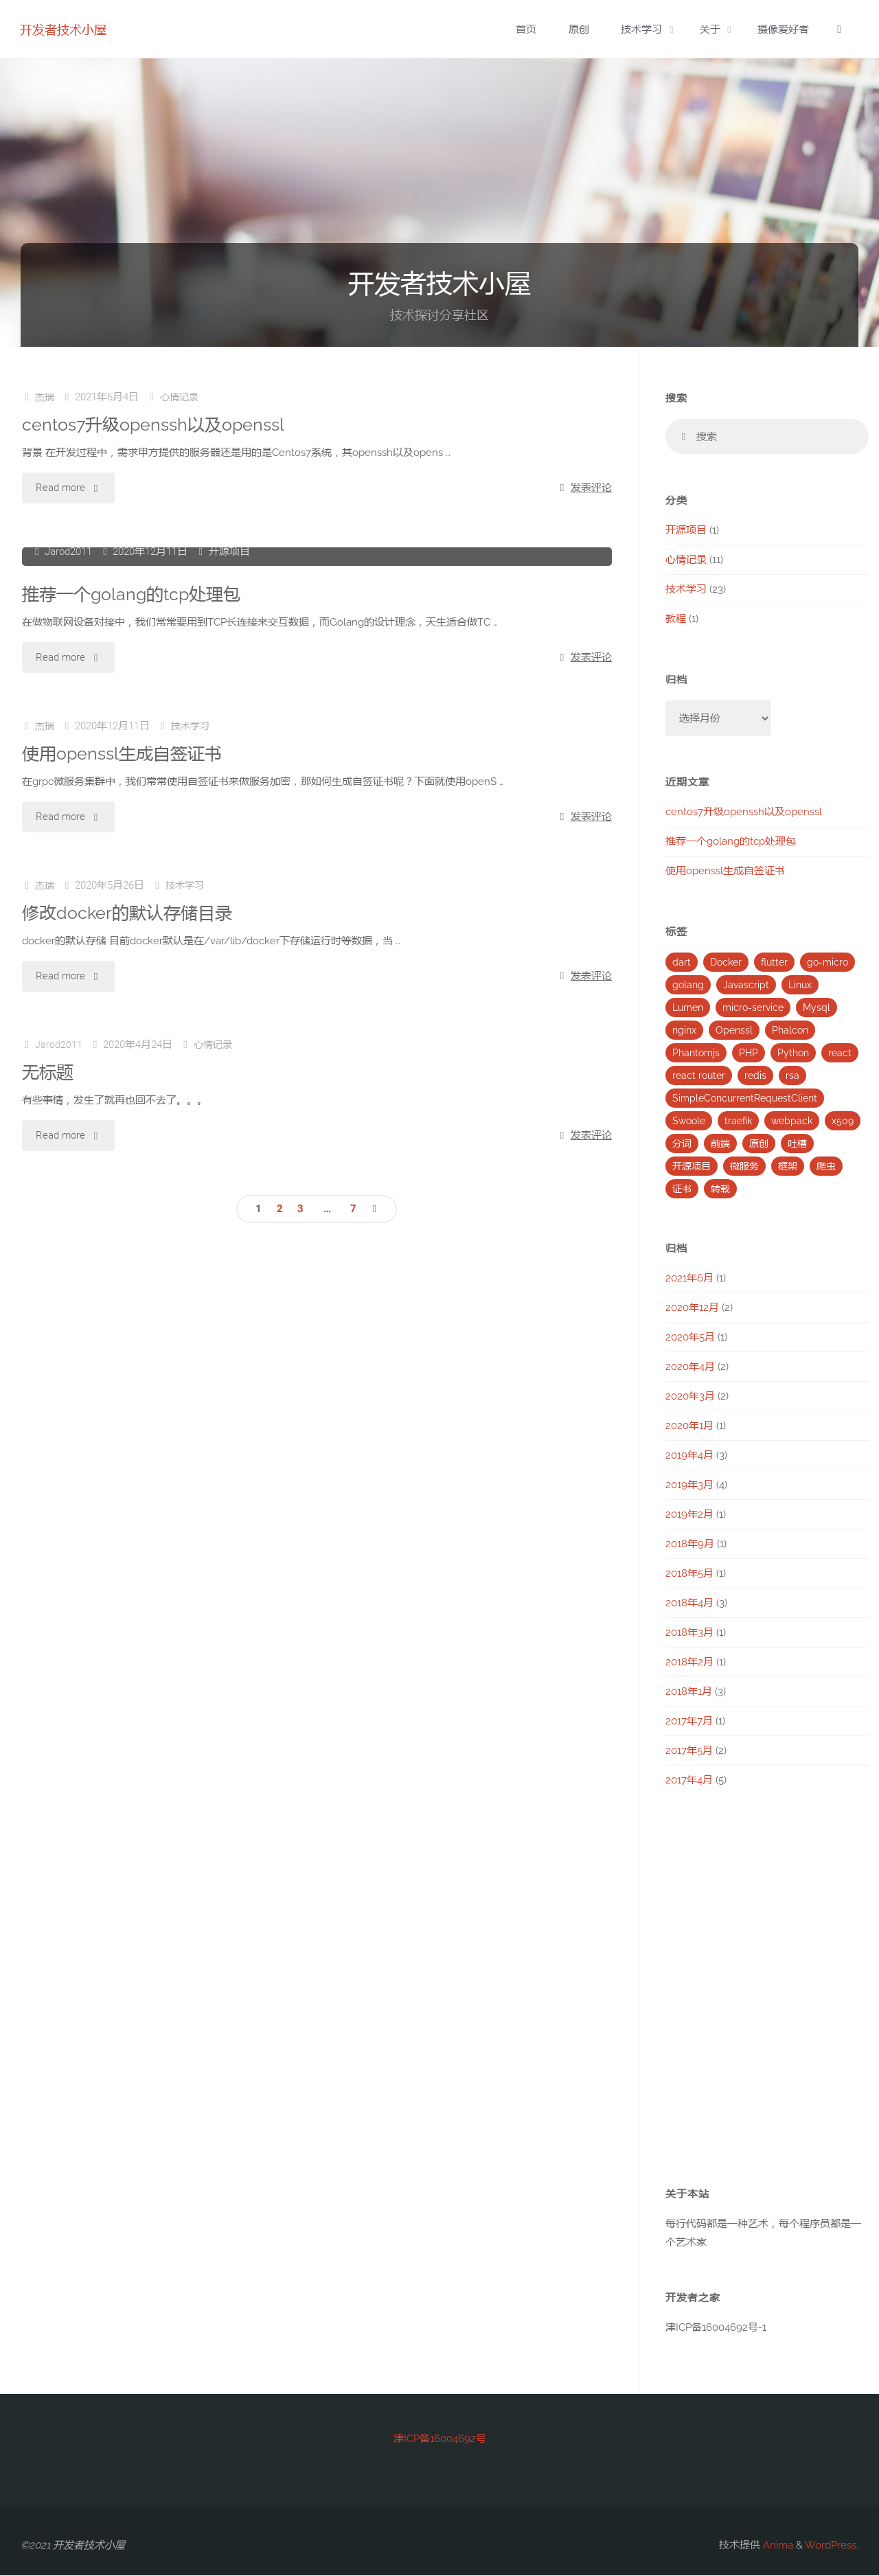 开发者技术小屋
首页 原创 技术学习 关于 摄像爱好者
开发者技术小屋
技术探讨分享社区
杰瑞 2021年6月4日 心情记录
centos7升级openssh以及openssl
背景 在开发过程中，需求甲方提供的服务器还是用的是Centos7系统，其openssh以及opens …
Read more 发表评论
Jarod2011 2020年12月11日 开源项目
推荐一个golang的tcp处理包
在做物联网设备对接中，我们常常要用到TCP长连接来交互数据，而Golang的设计理念，天生适合做TC …
Read more 发表评论
杰瑞 2020年12月11日 技术学习
使用openssl生成自签证书
在grpc微服务集群中，我们常常使用自签证书来做服务加密，那如何生成自签证书呢？下面就使用openS …
Read more 发表评论
杰瑞 2020年5月26日 技术学习
修改docker的默认存储目录
docker的默认存储 目前docker默认是在/var/lib/docker下存储运行时等数据，当 …
Read more 发表评论
Jarod2011 2020年4月24日 心情记录
无标题
有些事情，发生了就再也回不去了。。。
Read more 发表评论
1 2 3 … 7
搜索
搜索
分类
开源项目 (1)
心情记录 (11)
技术学习 (23)
教程 (1)
归档
选择月份
近期文章
centos7升级openssh以及openssl
推荐一个golang的tcp处理包
使用openssl生成自签证书
标签
dart Docker flutter go-micro
golang Javascript Linux
Lumen micro-service Mysql
nginx Openssl Phalcon
Phantomjs PHP Python react
react router redis rsa
SimpleConcurrentRequestClient
Swoole traefik webpack x509
分词 前端 原创 吐槽
开源项目 微服务 框架 爬虫
证书 转载
归档
2021年6月 (1)
2020年12月 (2)
2020年5月 (1)
2020年4月 (2)
2020年3月 (2)
2020年1月 (1)
2019年4月 (3)
2019年3月 (4)
2019年2月 (1)
2018年9月 (1)
2018年5月 (1)
2018年4月 (3)
2018年3月 (1)
2018年2月 (1)
2018年1月 (3)
2017年7月 (1)
2017年5月 (2)
2017年4月 (5)
关于本站
每行代码都是一种艺术，每个程序员都是一
个艺术家
开发者之家
津ICP备16004692号-1
津ICP备16004692号
©2021 开发者技术小屋
技术提供 Anima & WordPress.